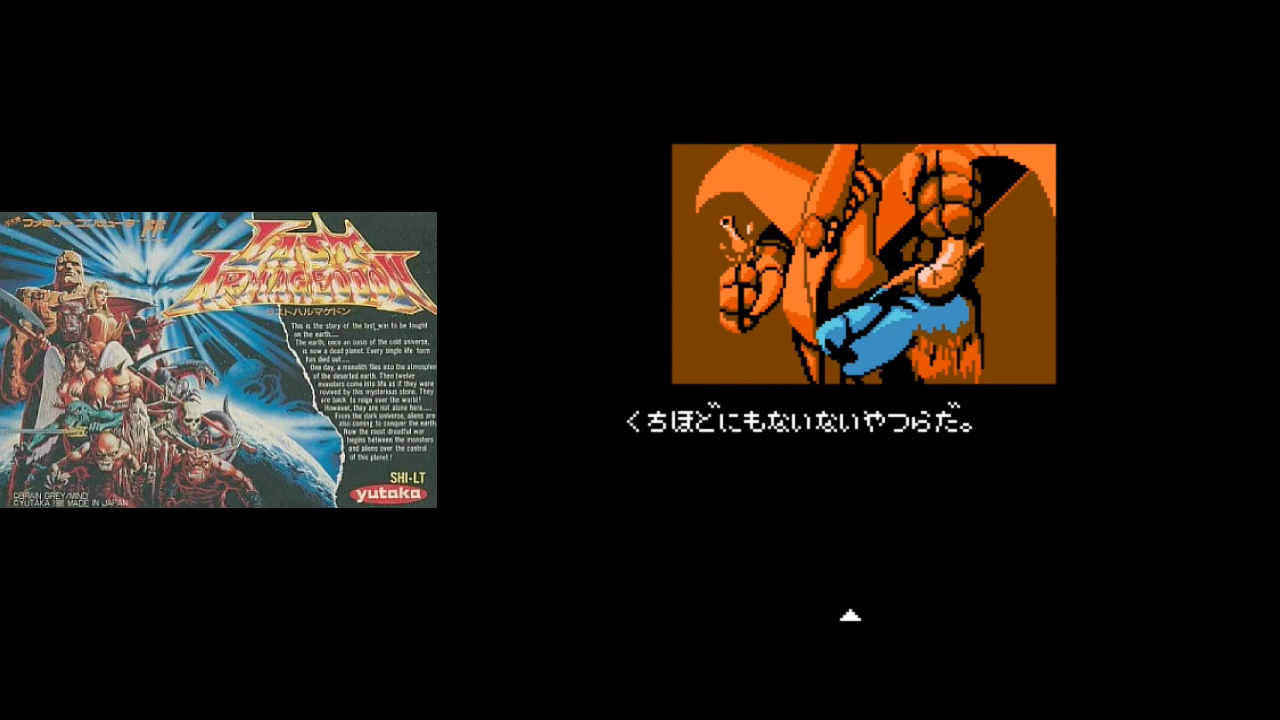 ファミリーコンピュータ
LAST
ARMAGEDDON
ラストハルマゲドン
This is the story of the last war to be fought
on the earth....
The earth, once an oasis of the cold universe,
is now a dead planet. Every single life form
has died out....
One day, a monolith flies into the atmosphere
of the deserted earth. Then twelve
monsters come into life as if they were
revived by this mysterious stone. They
are back to reign over the world!
However, they are not alone here....
From the dark universe, aliens are
also coming to conquer the earth.
Now the most dreadful war
begins between the monsters
and aliens over the control
of this planet!
SHI-LT
yutaka
©BRAIN GREY/MIND
©YUTAKA MADE IN JAPAN
くちほどにもないないやつらだ。